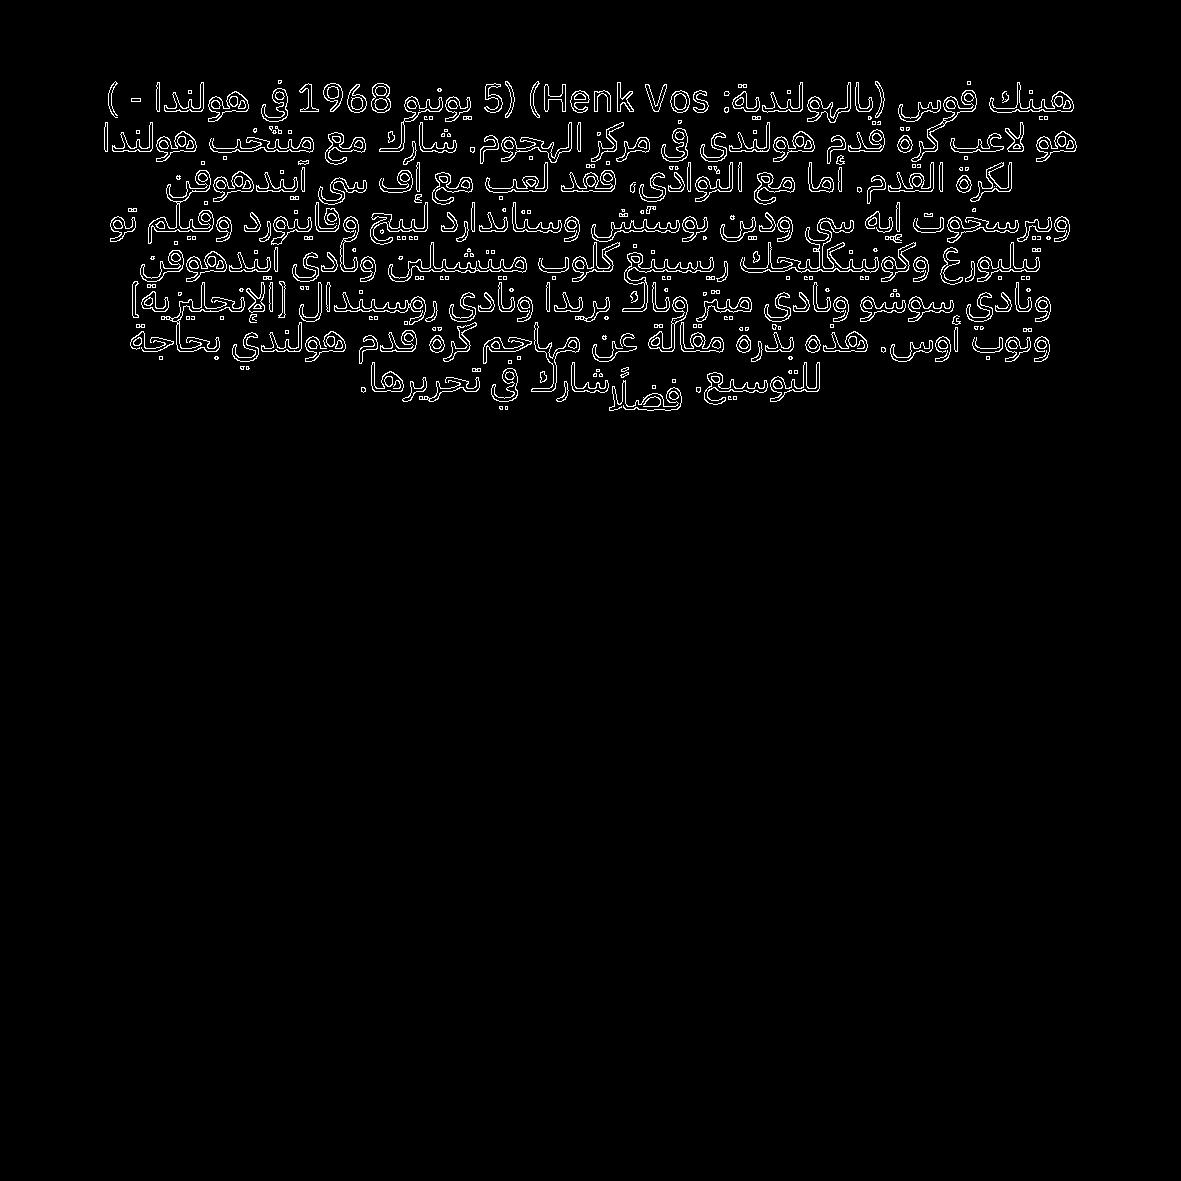 هينك فوس (بالهولندية: Henk Vos) (5 يونيو 1968 في هولندا - )
هو لاعب كرة قدم هولندي في مركز الهجوم. شارك مع منتخب هولندا
لكرة القدم. أما مع النوادي، فقد لعب مع إف سي آيندهوفن
وبيرسخوت إيه سي ودين بوستش وستاندارد لييج وفاينورد وفيلم تو
تيلبورغ وكونينكليجك ريسينغ كلوب ميتشيلين ونادي آيندهوفن
ونادي سوشو ونادي ميتز وناك بريدا ونادي روسيندال [الإنجليزية]
وتوب أوس. هذه بذرة مقالة عن مهاجم كرة قدم هولندي بحاجة
للتوسيع. فضلًا شارك في تحريرها.